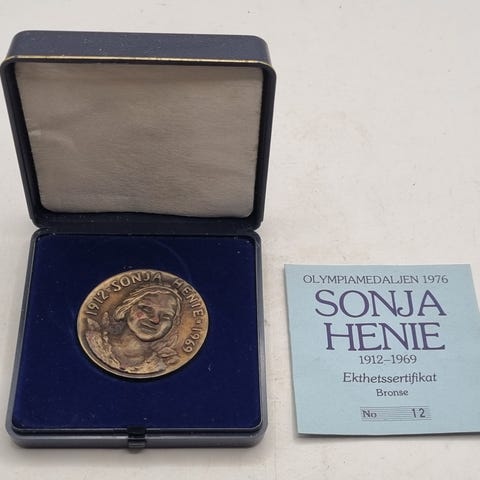 1912·SONJA HENIE·1969
OLYMPIAMEDALJEN 1976
SONJA
HENIE
1912–1969
Ekthetssertifikat
Bronse
No 12